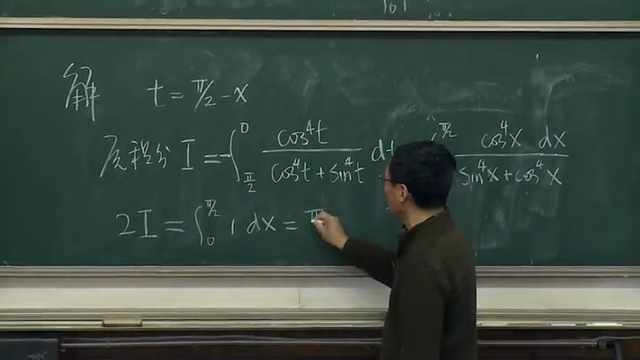 解 t = π/2 - x
原积分 I = -∫_{π/2}^{0} cos⁴t / (cos⁴t + sin⁴t) dt ∫^{π/2} cos⁴x dx / (sin⁴x + cos⁴x)
2I = ∫_{0}^{π/2} 1 dx = π